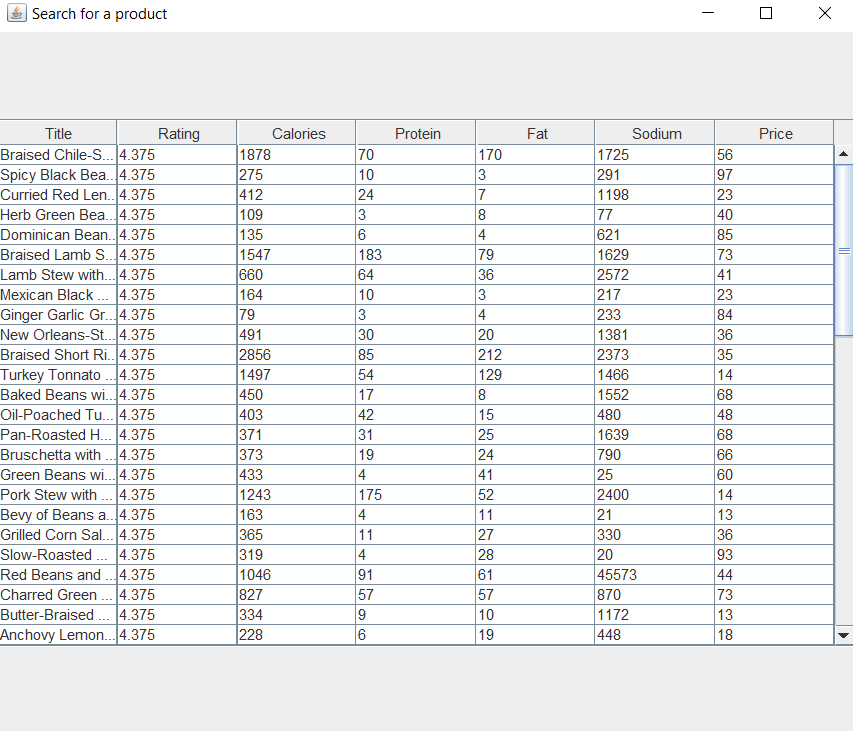 Search for a product
Title Rating Calories Protein Fat Sodium Price
Braised Chile-S... 4.375 1878 70 170 1725 56
Spicy Black Bea... 4.375 275 10 3 291 97
Curried Red Len... 4.375 412 24 7 1198 23
Herb Green Bea... 4.375 109 3 8 77 40
Dominican Bean... 4.375 135 6 4 621 85
Braised Lamb S... 4.375 1547 183 79 1629 73
Lamb Stew with... 4.375 660 64 36 2572 41
Mexican Black ... 4.375 164 10 3 217 23
Ginger Garlic Gr... 4.375 79 3 4 233 84
New Orleans-St... 4.375 491 30 20 1381 36
Braised Short Ri... 4.375 2856 85 212 2373 35
Turkey Tonnato ... 4.375 1497 54 129 1466 14
Baked Beans wi... 4.375 450 17 8 1552 68
Oil-Poached Tu... 4.375 403 42 15 480 48
Pan-Roasted H... 4.375 371 31 25 1639 68
Bruschetta with ... 4.375 373 19 24 790 66
Green Beans wi... 4.375 433 4 41 25 60
Pork Stew with ... 4.375 1243 175 52 2400 14
Bevy of Beans a... 4.375 163 4 11 21 13
Grilled Corn Sal... 4.375 365 11 27 330 36
Slow-Roasted ... 4.375 319 4 28 20 93
Red Beans and ... 4.375 1046 91 61 45573 44
Charred Green ... 4.375 827 57 57 870 73
Butter-Braised ... 4.375 334 9 10 1172 13
Anchovy Lemon... 4.375 228 6 19 448 18